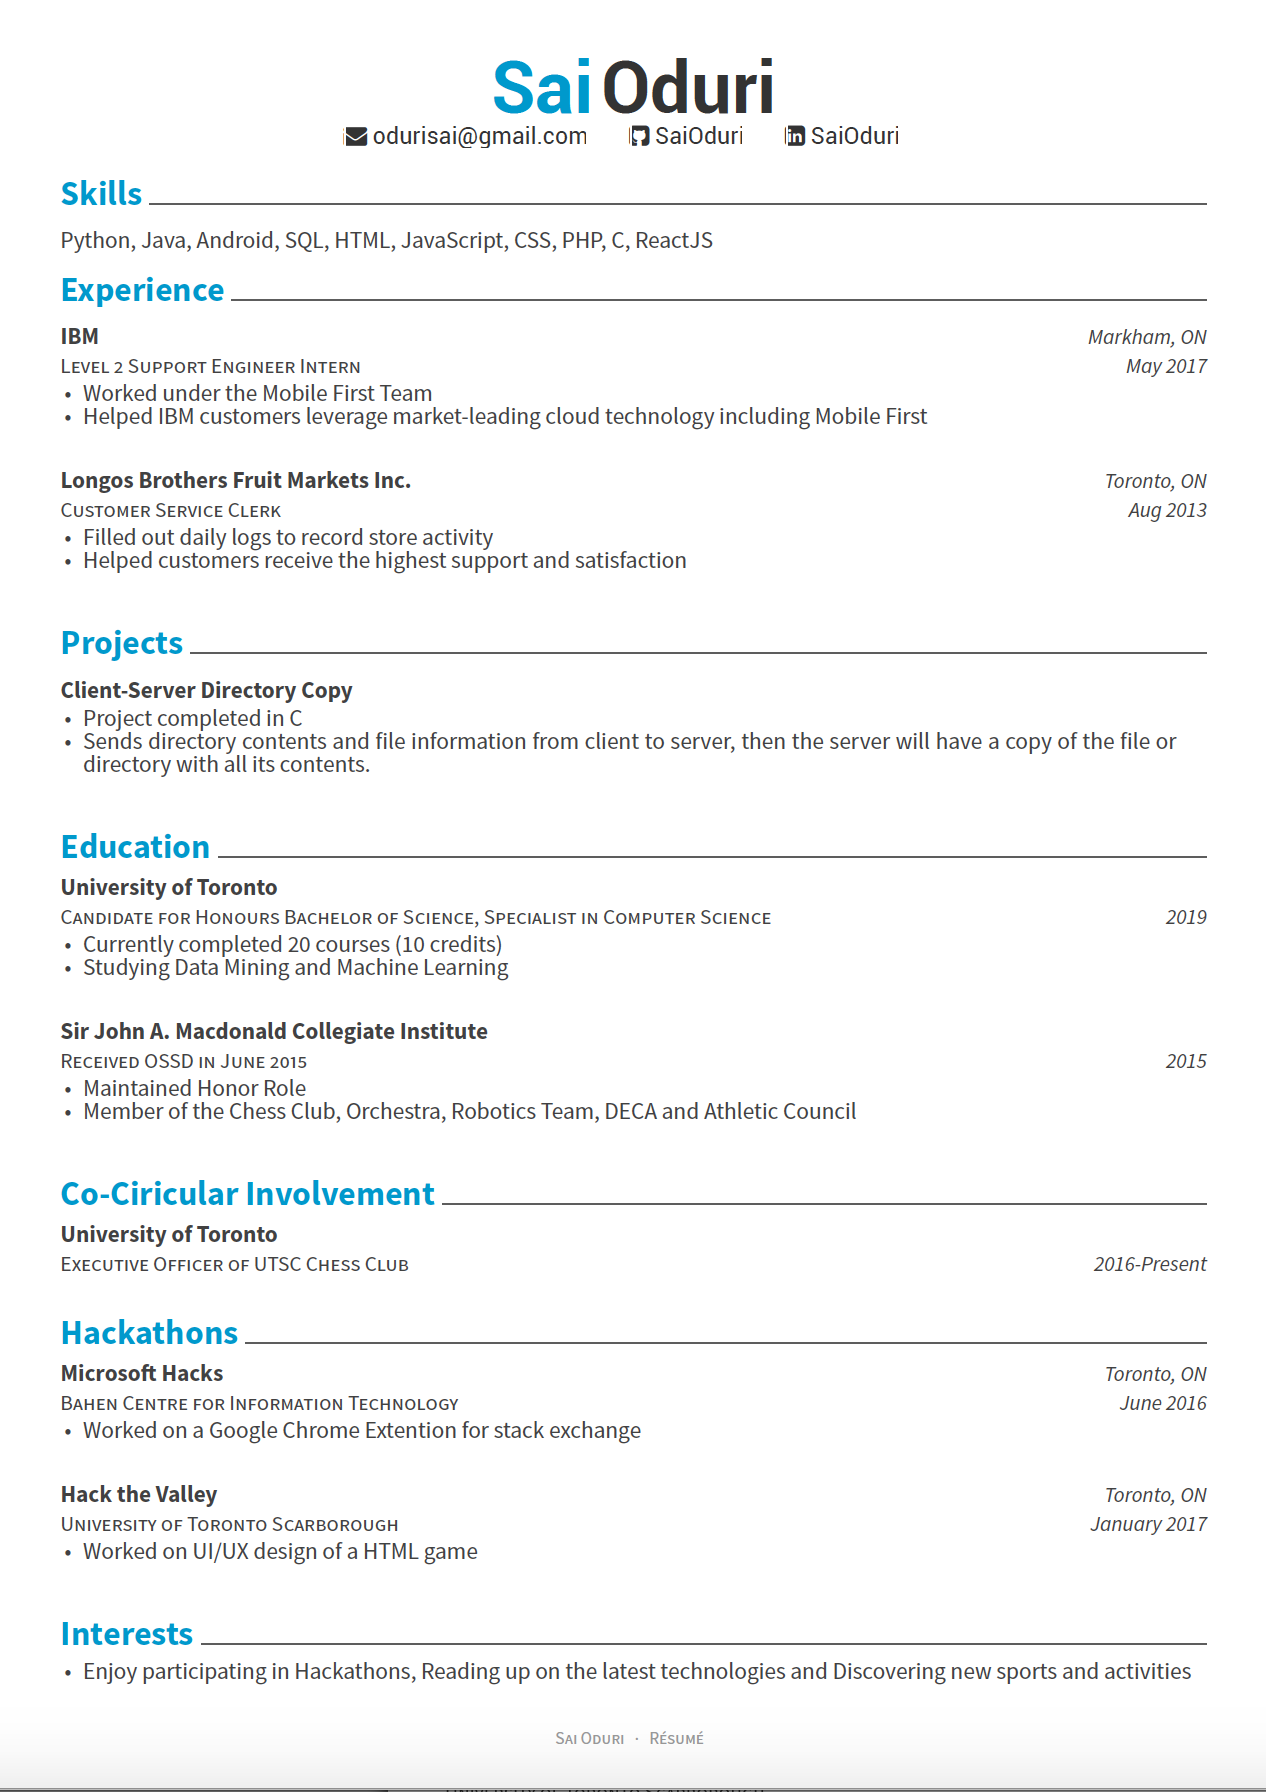 Sai Oduri
odurisai@gmail.com SaiOduri SaiOduri
Skills
Python, Java, Android, SQL, HTML, JavaScript, CSS, PHP, C, ReactJS
Experience
IBM Markham, ON
Level 2 Support Engineer Intern May 2017
• Worked under the Mobile First Team
• Helped IBM customers leverage market-leading cloud technology including Mobile First
Longos Brothers Fruit Markets Inc. Toronto, ON
Customer Service Clerk Aug 2013
• Filled out daily logs to record store activity
• Helped customers receive the highest support and satisfaction
Projects
Client-Server Directory Copy
• Project completed in C
• Sends directory contents and file information from client to server, then the server will have a copy of the file or
directory with all its contents.
Education
University of Toronto
Candidate for Honours Bachelor of Science, Specialist in Computer Science 2019
• Currently completed 20 courses (10 credits)
• Studying Data Mining and Machine Learning
Sir John A. Macdonald Collegiate Institute
Received OSSD in June 2015 2015
• Maintained Honor Role
• Member of the Chess Club, Orchestra, Robotics Team, DECA and Athletic Council
Co-Ciricular Involvement
University of Toronto
Executive Officer of UTSC Chess Club 2016-Present
Hackathons
Microsoft Hacks Toronto, ON
Bahen Centre for Information Technology June 2016
• Worked on a Google Chrome Extention for stack exchange
Hack the Valley Toronto, ON
University of Toronto Scarborough January 2017
• Worked on UI/UX design of a HTML game
Interests
• Enjoy participating in Hackathons, Reading up on the latest technologies and Discovering new sports and activities
Sai Oduri · Résumé